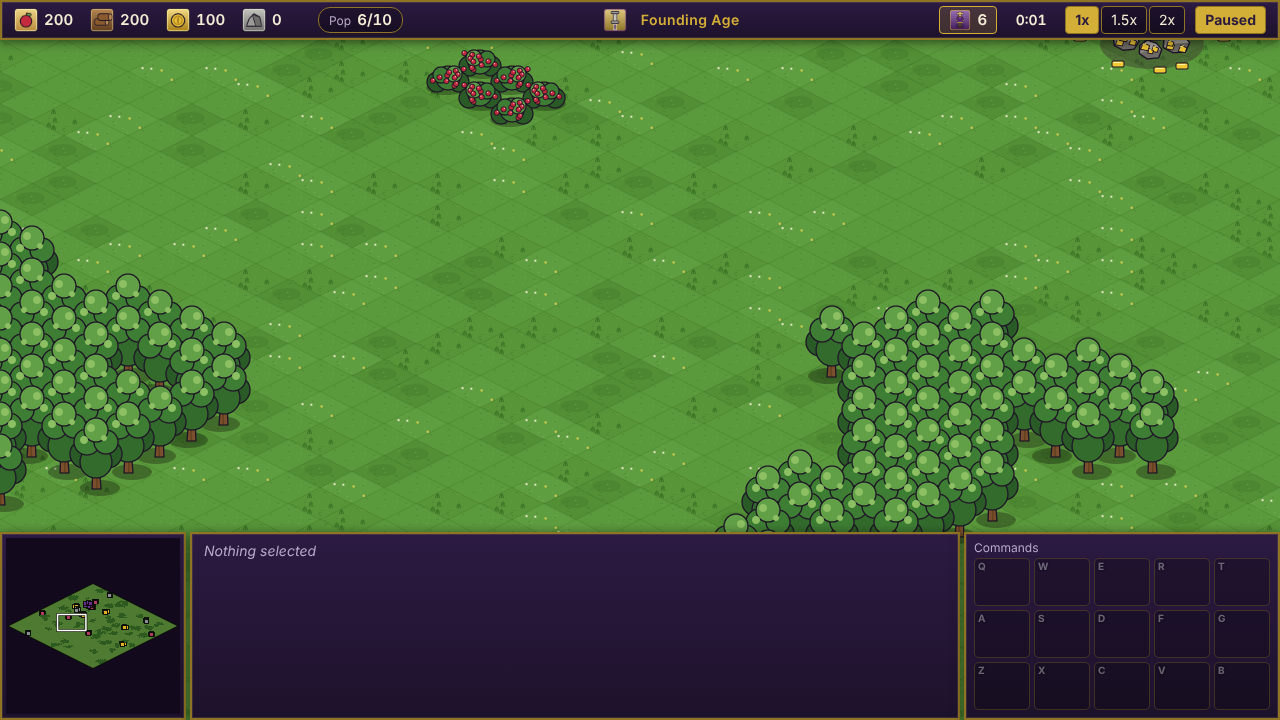 200 200 100 0 Pop 6/10 Founding Age 6 0:01 1x 1.5x 2x Paused
Nothing selected
Commands
Q W E R T
A S D F G
Z X C V B